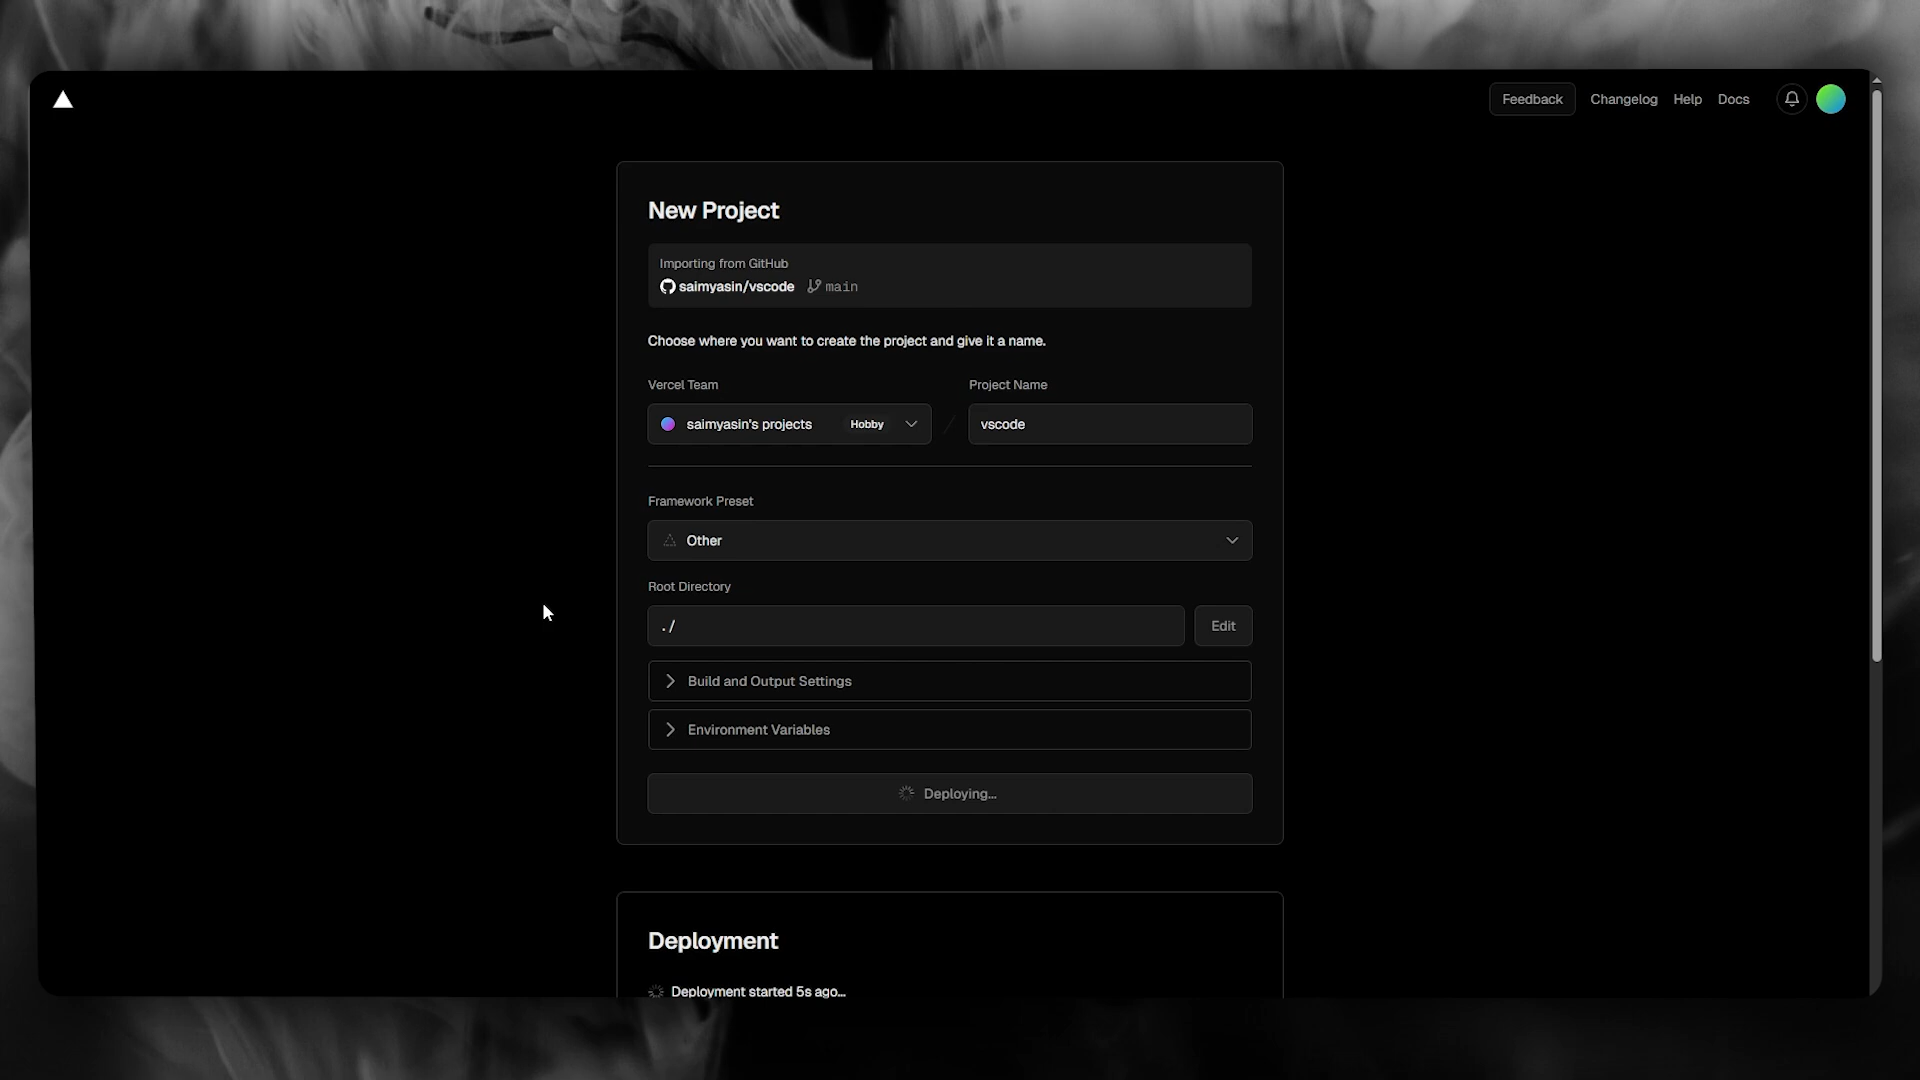 Feedback Changelog Help Docs
New Project
Importing from GitHub
saimyasin/vscode main
Choose where you want to create the project and give it a name.
Vercel Team Project Name
saimyasin's projects Hobby vscode
Framework Preset
Other
Root Directory
./ Edit
Build and Output Settings
Environment Variables
Deploying...
Deployment
Deployment started 5s ago...